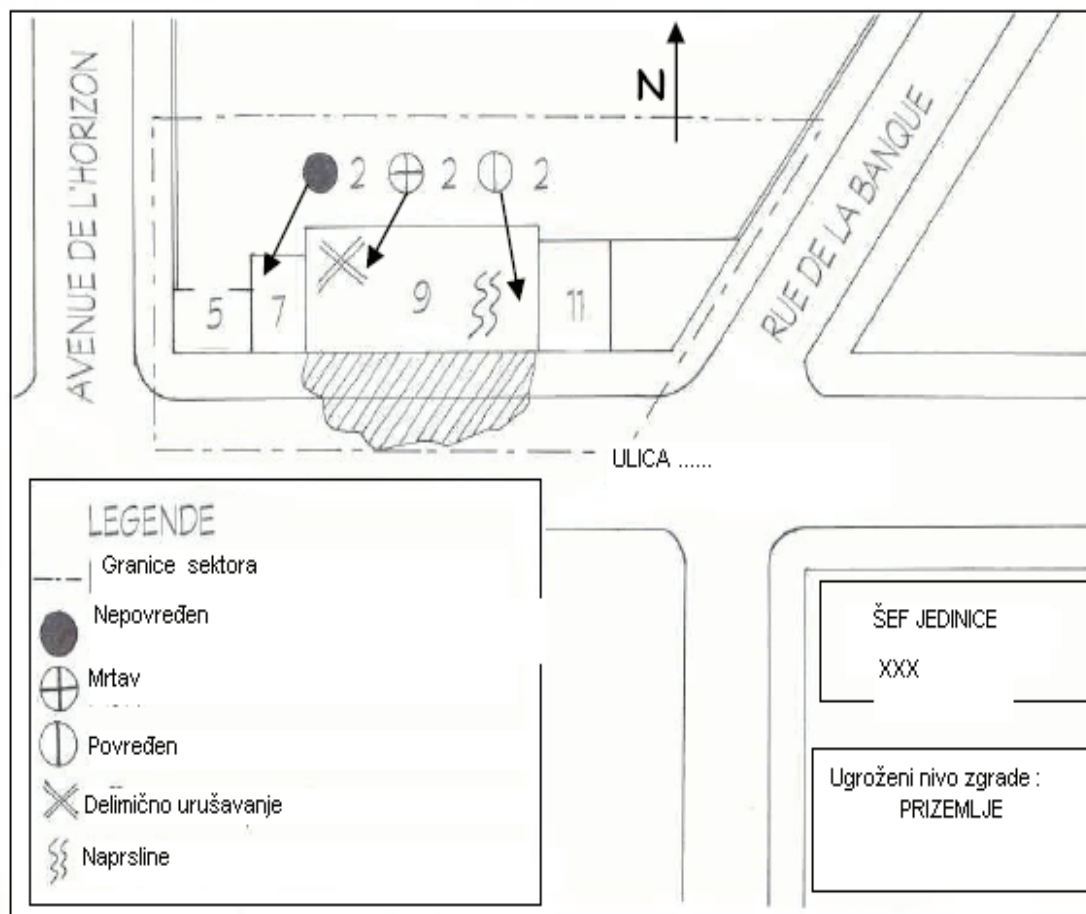 N
AVENUE DE L'HORIZON
RUE DE LA BANQUE
2 2 2
5 7 9 11
ULICA ......
LEGENDE
Granice sektora
Nepovređen
Mrtav
Povređen
Delimično urušavanje
Naprsline
ŠEF JEDINICE
XXX
Ugroženi nivo zgrade :
PRIZEMLJE